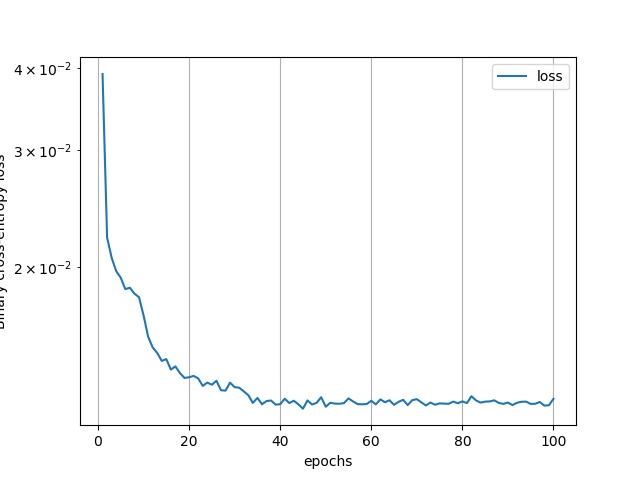 4 × 10⁻²
3 × 10⁻²
2 × 10⁻²
Binary cross-entropy loss
loss
0 20 40 60 80 100
epochs